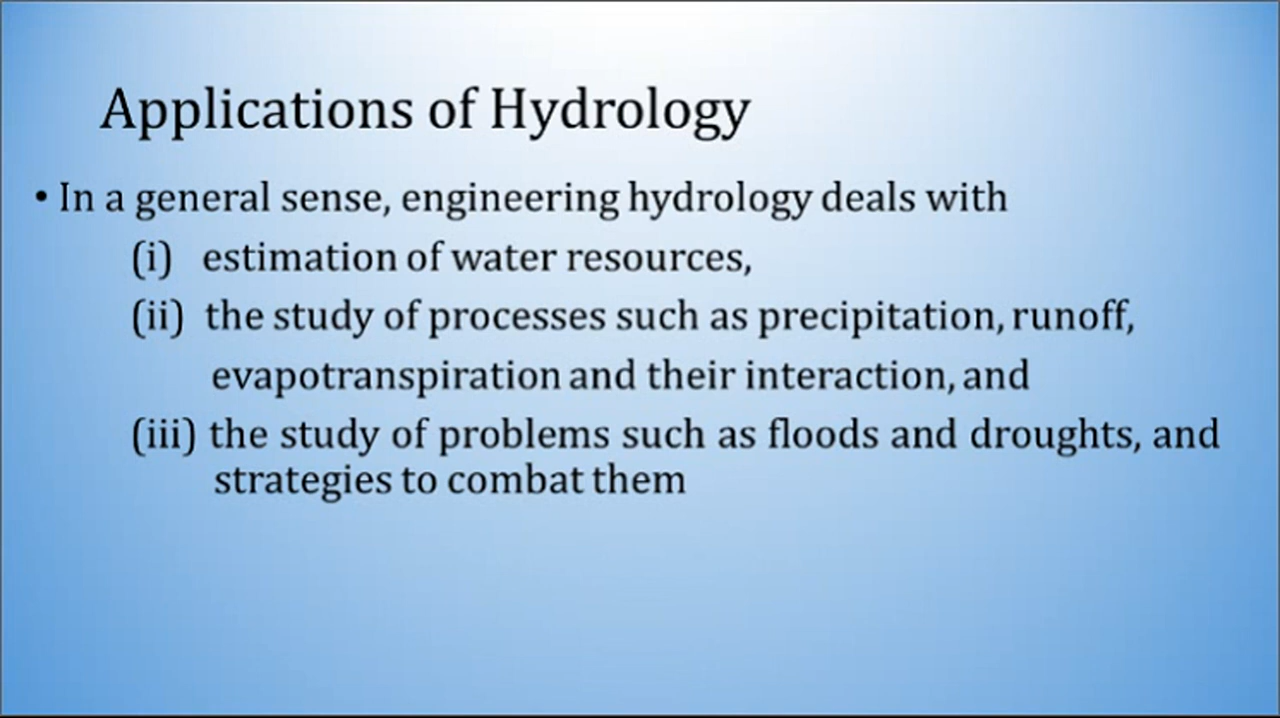 Applications of Hydrology
• In a general sense, engineering hydrology deals with
(i) estimation of water resources,
(ii) the study of processes such as precipitation, runoff,
evapotranspiration and their interaction, and
(iii) the study of problems such as floods and droughts, and
strategies to combat them